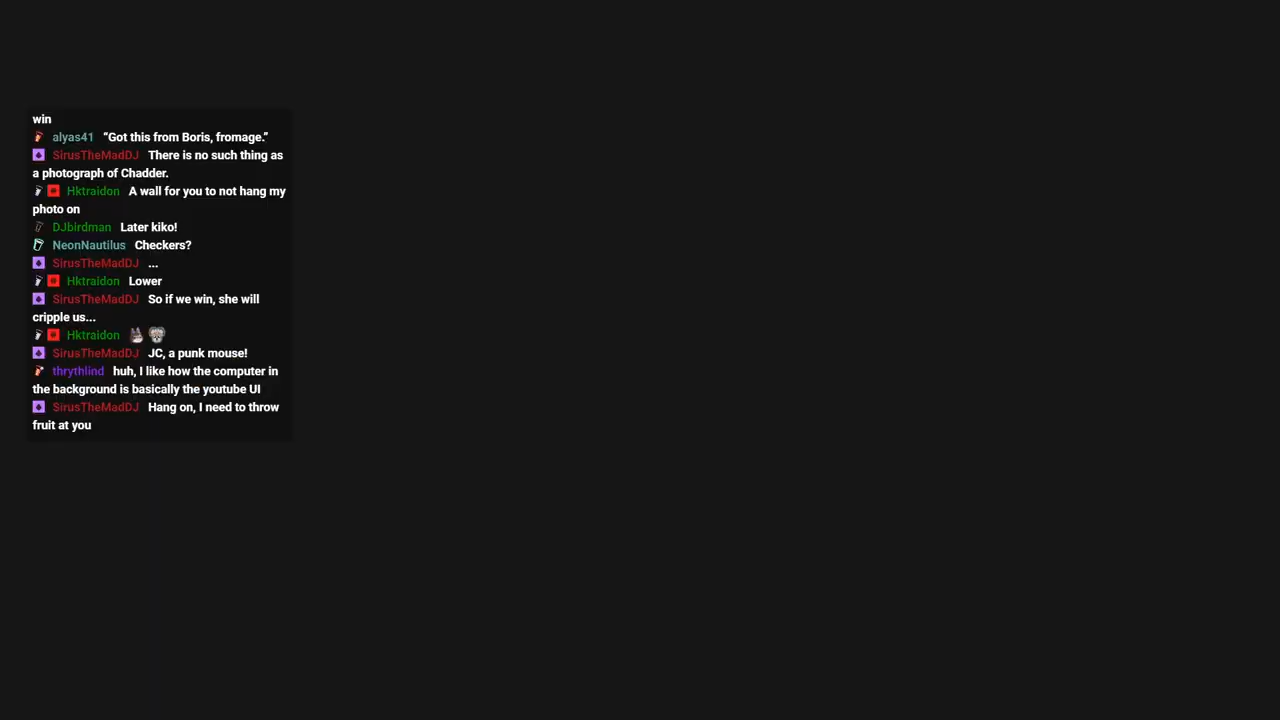 win
alyas41 “Got this from Boris, fromage.”
SirusTheMadDJ There is no such thing as
a photograph of Chadder.
Hktraidon A wall for you to not hang my
photo on
DJbirdman Later kiko!
NeonNautilus Checkers?
SirusTheMadDJ ...
Hktraidon Lower
SirusTheMadDJ So if we win, she will
cripple us...
Hktraidon
SirusTheMadDJ JC, a punk mouse!
thrythlind huh, I like how the computer in
the background is basically the youtube UI
SirusTheMadDJ Hang on, I need to throw
fruit at you